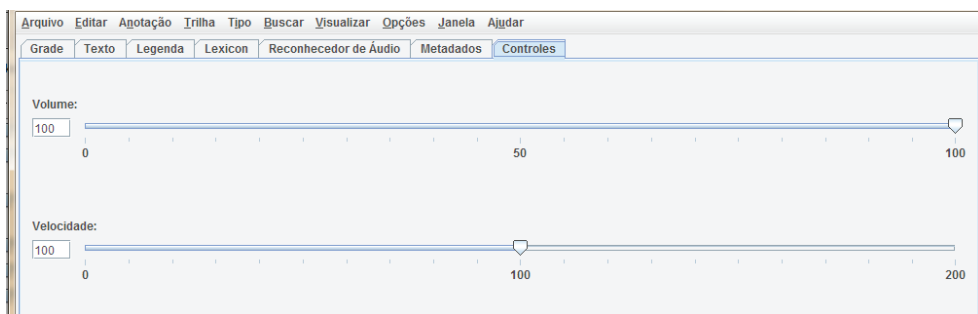 Arquivo Editar Anotação Trilha Tipo Buscar Visualizar Opções Janela Ajudar
Grade Texto Legenda Lexicon Reconhecedor de Áudio Metadados Controles
Volume:
100
0 50 100
Velocidade:
100
0 100 200